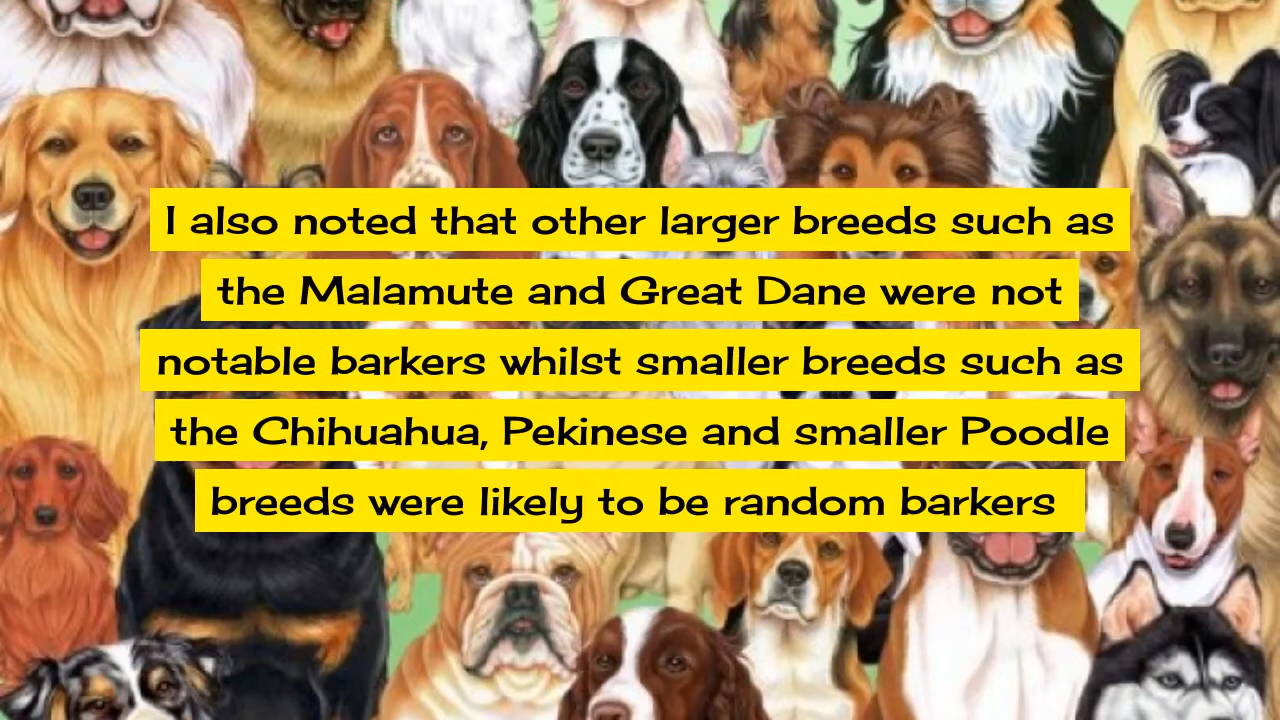 I also noted that other larger breeds such as
the Malamute and Great Dane were not
notable barkers whilst smaller breeds such as
the Chihuahua, Pekinese and smaller Poodle
breeds were likely to be random barkers